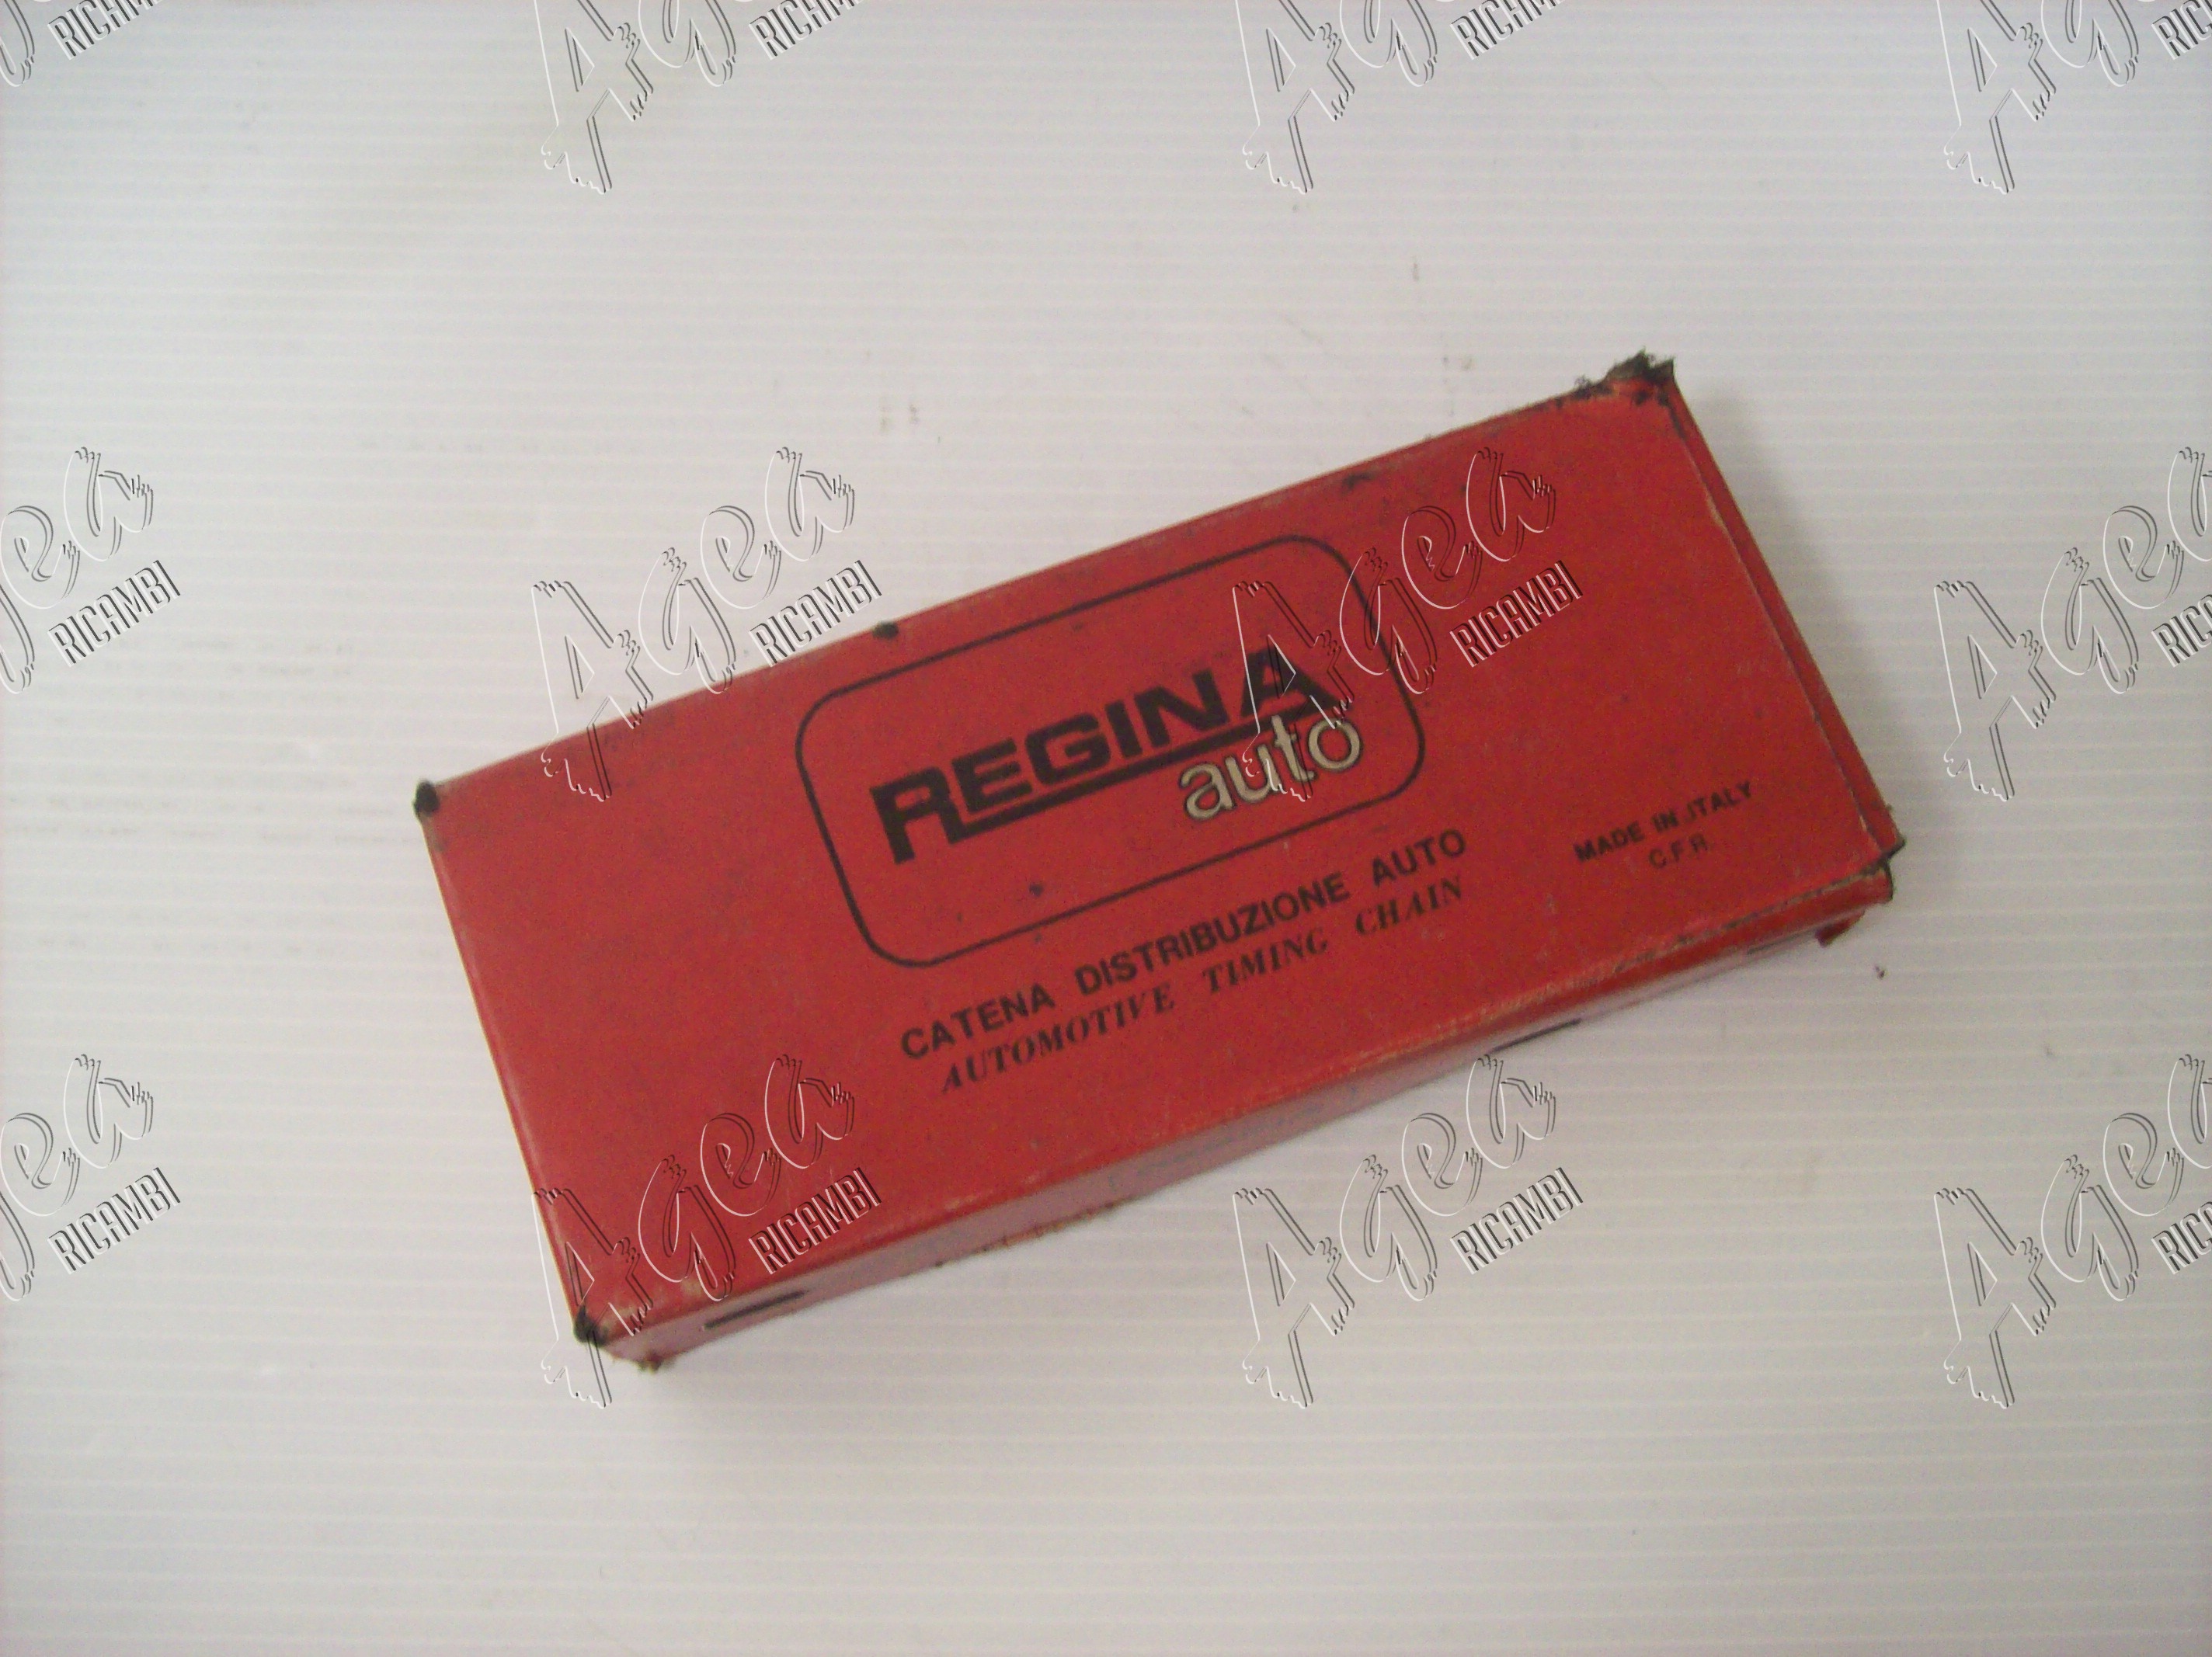 REGINA
auto
CATENA DISTRIBUZIONE AUTO
AUTOMOTIVE TIMING CHAIN
MADE IN ITALY
C.F.R.
Agea
RICAMBI